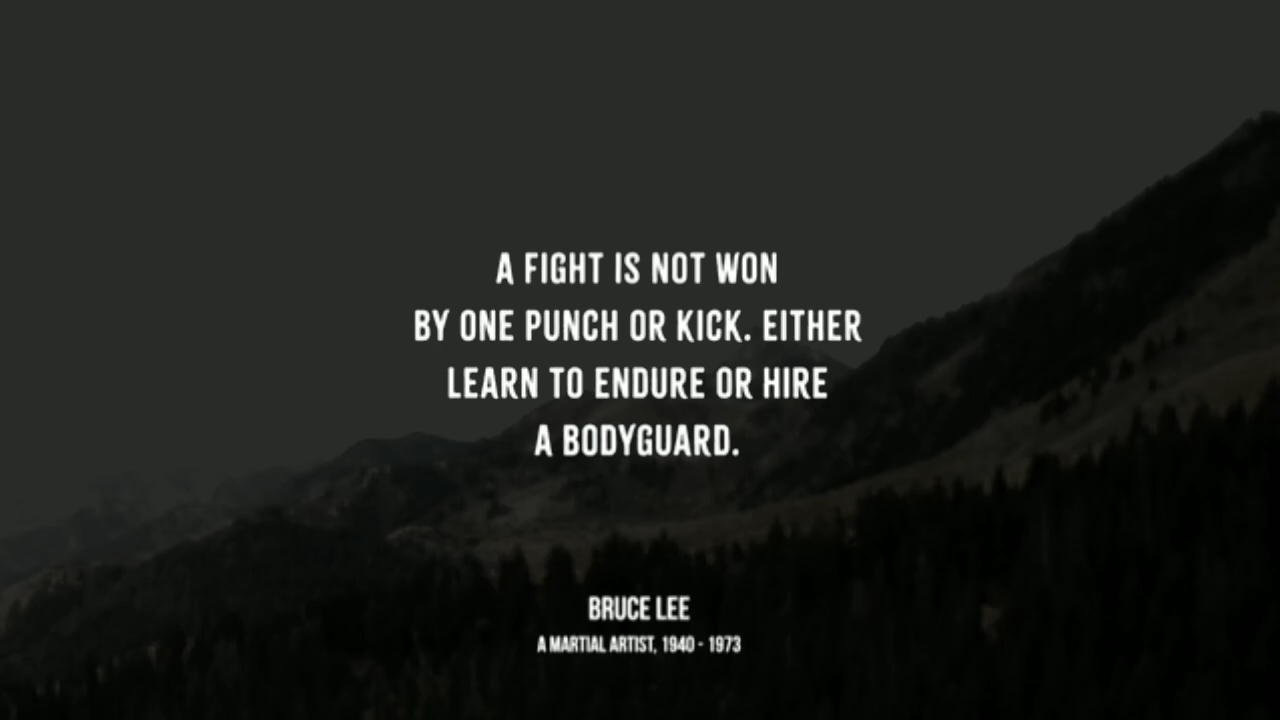 A FIGHT IS NOT WON
BY ONE PUNCH OR KICK. EITHER
LEARN TO ENDURE OR HIRE
A BODYGUARD.
BRUCE LEE
A MARTIAL ARTIST, 1940 - 1973